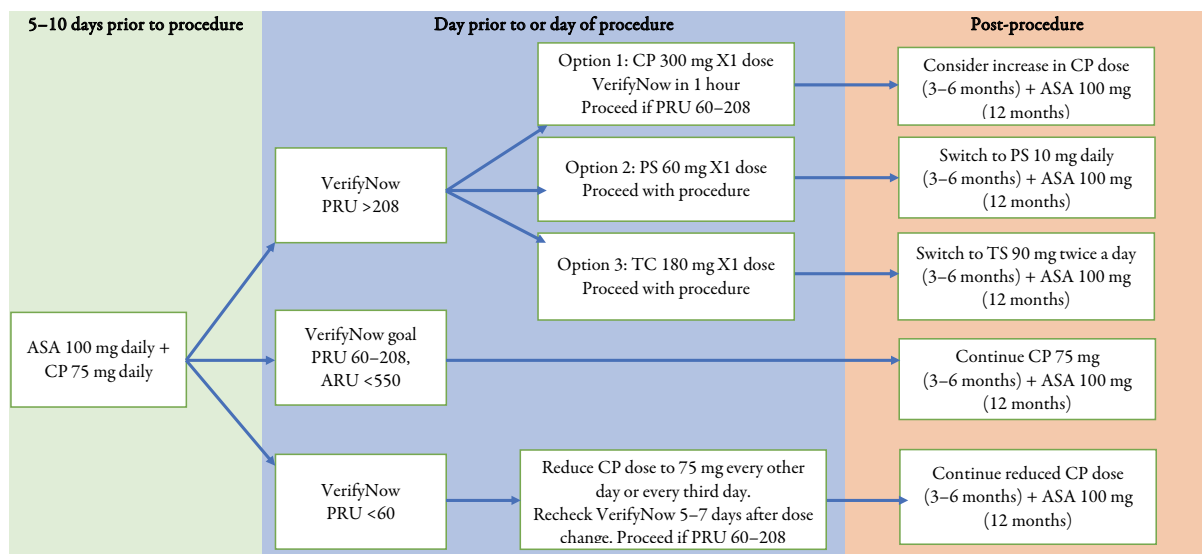 5–10 days prior to procedure
Day prior to or day of procedure
Post-procedure
ASA 100 mg daily +
CP 75 mg daily
VerifyNow
PRU >208
Option 1: CP 300 mg X1 dose
VerifyNow in 1 hour
Proceed if PRU 60–208
Consider increase in CP dose
(3–6 months) + ASA 100 mg
(12 months)
Option 2: PS 60 mg X1 dose
Proceed with procedure
Switch to PS 10 mg daily
(3–6 months) + ASA 100 mg
(12 months)
Option 3: TC 180 mg X1 dose
Proceed with procedure
Switch to TS 90 mg twice a day
(3–6 months) + ASA 100 mg
(12 months)
VerifyNow goal
PRU 60–208,
ARU <550
Continue CP 75 mg
(3–6 months) + ASA 100 mg
(12 months)
VerifyNow
PRU <60
Reduce CP dose to 75 mg every other
day or every third day.
Recheck VerifyNow 5–7 days after dose
change. Proceed if PRU 60–208
Continue reduced CP dose
(3–6 months) + ASA 100 mg
(12 months)